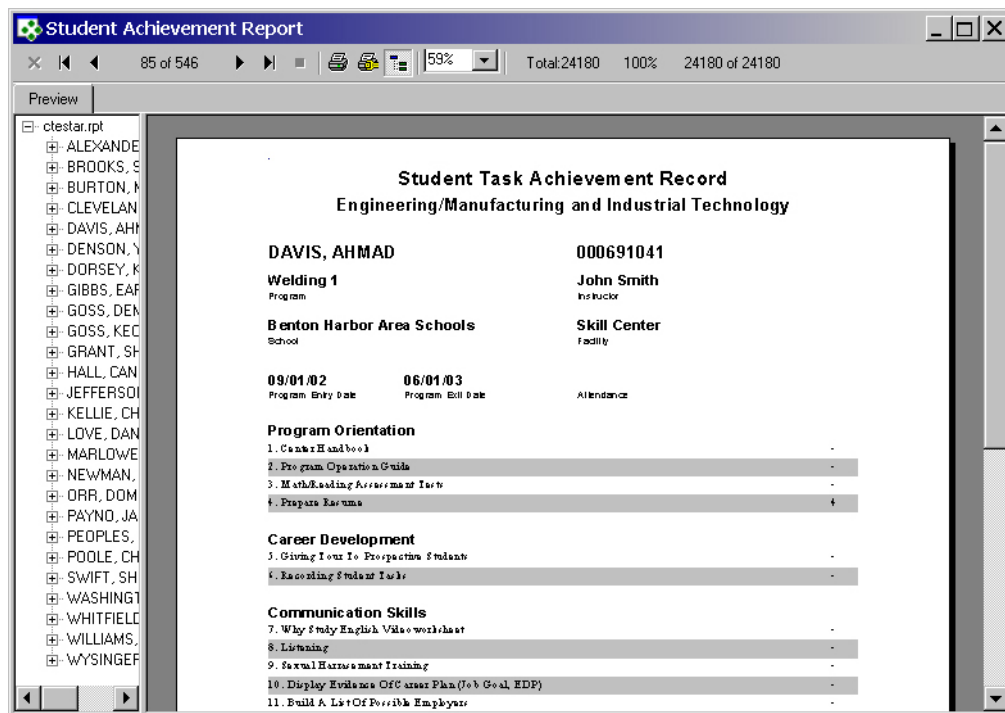 Student Achievement Report
85 of 546
59%
Total:24180 100% 24180 of 24180
Preview
ctestar.rpt
ALEXANDE
BROOKS, S
BURTON, M
CLEVELAN
DAVIS, AHM
DENSON, Y
DORSEY, K
GIBBS, EAR
GOSS, DEM
GOSS, KEC
GRANT, SH
HALL, CAN
JEFFERSO
KELLIE, CH
LOVE, DAN
MARLOWE
NEWMAN,
ORR, DOM
PAYNO, JA
PEOPLES,
POOLE, CH
SWIFT, SH
WASHINGT
WHITFIELD
WILLIAMS,
WYSINGER
Student Task Achievement Record
Engineering/Manufacturing and Industrial Technology
DAVIS, AHMAD 000691041
Welding 1 John Smith
Program Instructor
Benton Harbor Area Schools Skill Center
School Facility
09/01/02 06/01/03
Program Entry Date Program Exit Date Attendance
Program Orientation
1. Center Handbook -
2. Program Operation Guide -
3. Math/Reading Assessment Tests -
4. Prepare Resume 4
Career Development
5. Giving Tour To Prospective Students -
6. Recording Student Tasks -
Communication Skills
7. Why Study English Video worksheet -
8. Listening -
9. Sexual Harrasement Training -
10. Display Evidence Of Career Plan (Job Goal, EDP) -
11. Build A List Of Possible Employers -